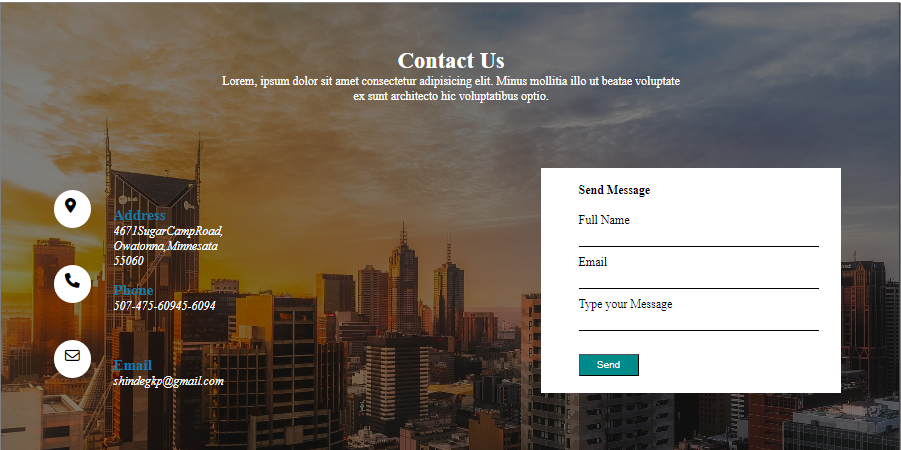 Contact Us
Lorem, ipsum dolor sit amet consectetur adipisicing elit. Minus mollitia illo ut beatae voluptate
ex sunt architecto hic voluptatibus optio.
Address
4671SugarCampRoad,
Owatonna,Minnesata
55060
Phone
507-475-60945-6094
Email
shindegkp@gmail.com
Send Message
Full Name
Email
Type your Message
Send